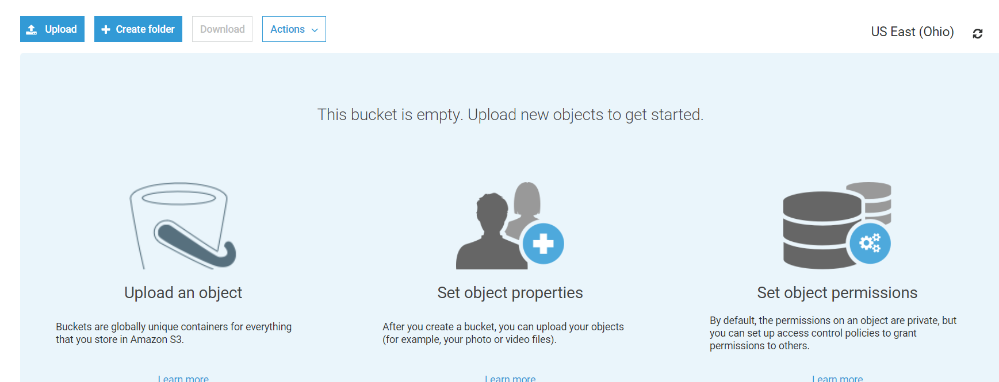 Upload
Create folder
Download
Actions
US East (Ohio)
This bucket is empty. Upload new objects to get started.
Upload an object
Buckets are globally unique containers for everything
that you store in Amazon S3.
Learn more
Set object properties
After you create a bucket, you can upload your objects
(for example, your photo or video files).
Learn more
Set object permissions
By default, the permissions on an object are private, but
you can set up access control policies to grant
permissions to others.
Learn more